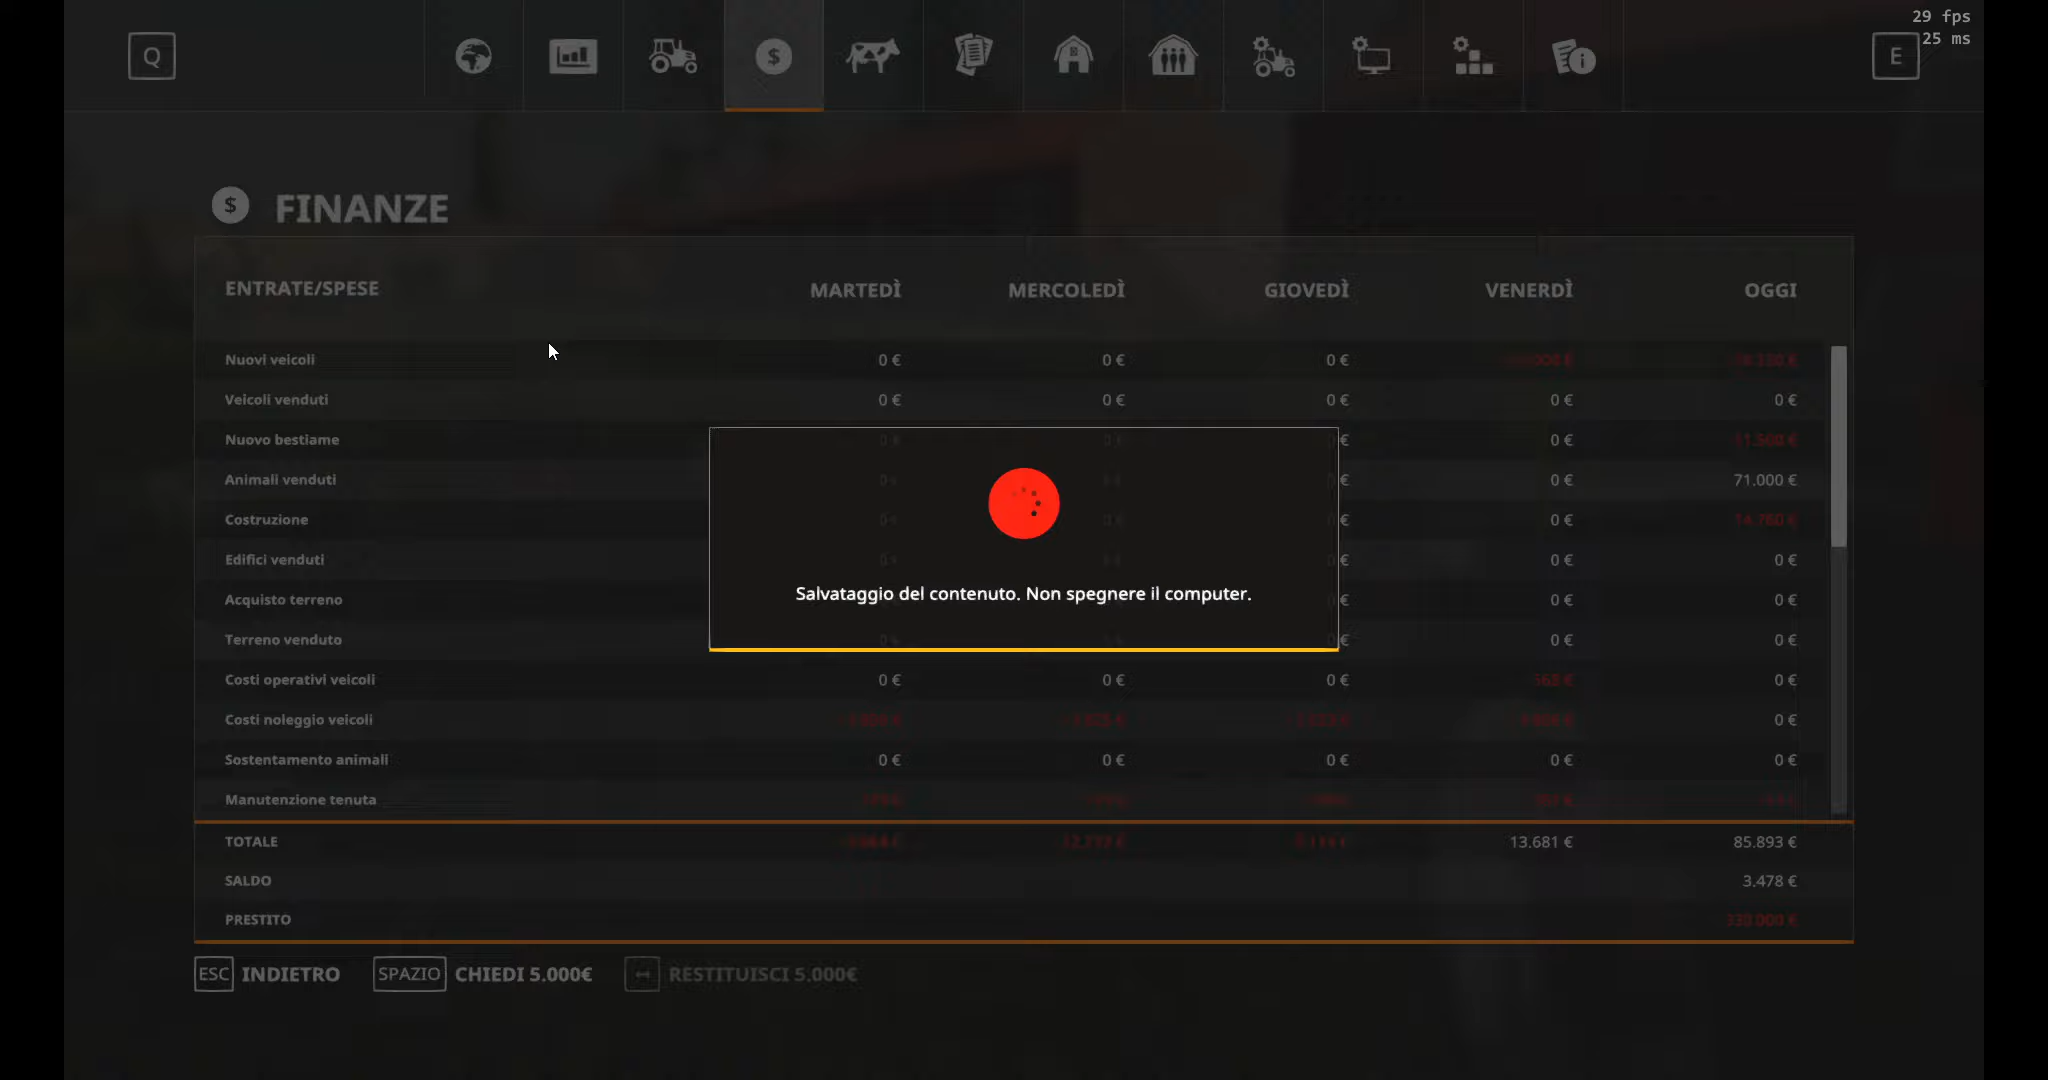 29 fps
25 ms
Q
E
$
$ FINANZE
ENTRATE/SPESE MARTEDÌ MERCOLEDÌ GIOVEDÌ VENERDÌ OGGI
Nuovi veicoli 0 € 0 € 0 €
Veicoli venduti 0 € 0 € 0 € 0 € 0 €
Nuovo bestiame € 0 €
Animali venduti € 0 € 71.000 €
Costruzione € 0 €
Edifici venduti € 0 € 0 €
Acquisto terreno € 0 € 0 €
Terreno venduto € 0 € 0 €
Salvataggio del contenuto. Non spegnere il computer.
Costi operativi veicoli 0 € 0 € 0 € 0 €
Costi noleggio veicoli 0 €
Sostentamento animali 0 € 0 € 0 € 0 € 0 €
Manutenzione tenuta
TOTALE 13.681 € 85.893 €
SALDO 3.478 €
PRESTITO 330.000 €
ESC INDIETRO SPAZIO CHIEDI 5.000€ RESTITUISCI 5.000€